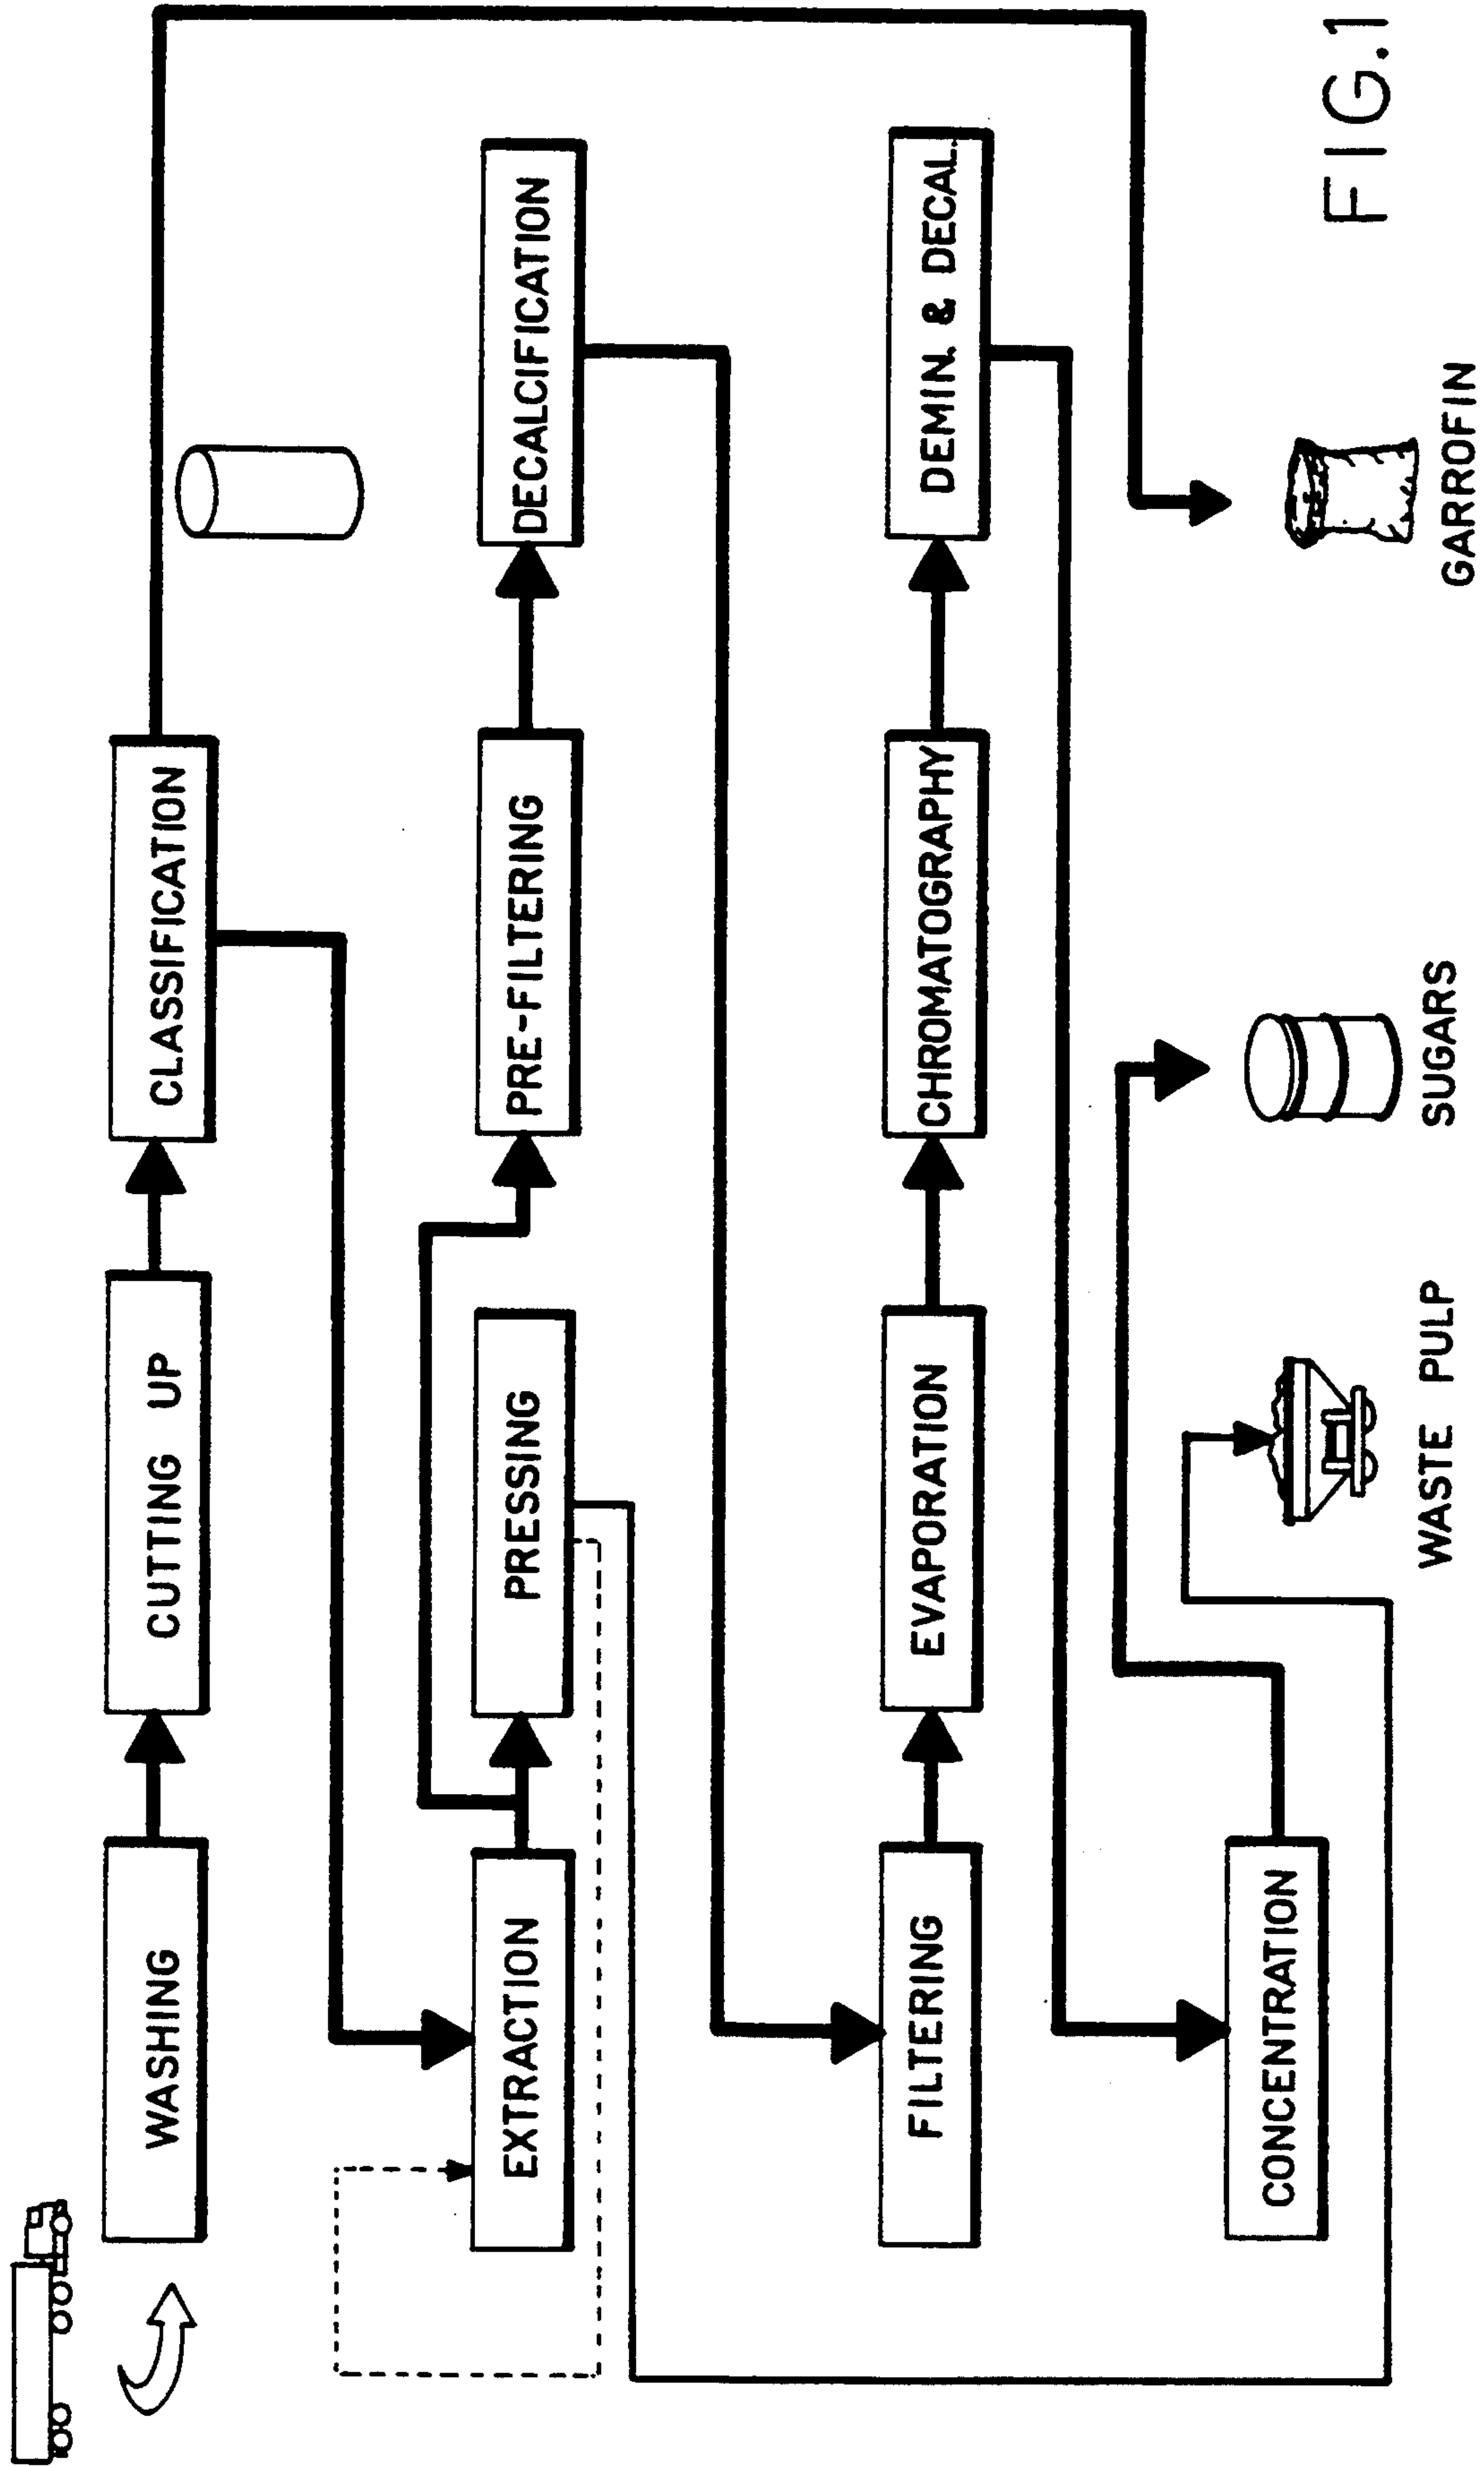 WASHING
CUTTING UP
CLASSIFICATION
EXTRACTION
PRESSING
PRE-FILTERING
DECALCIFICATION
FILTERING
EVAPORATION
CHROMATOGRAPHY
DEMIN. & DECAL.
CONCENTRATION
WASTE PULP
SUGARS
GARROFIN
FIG.1